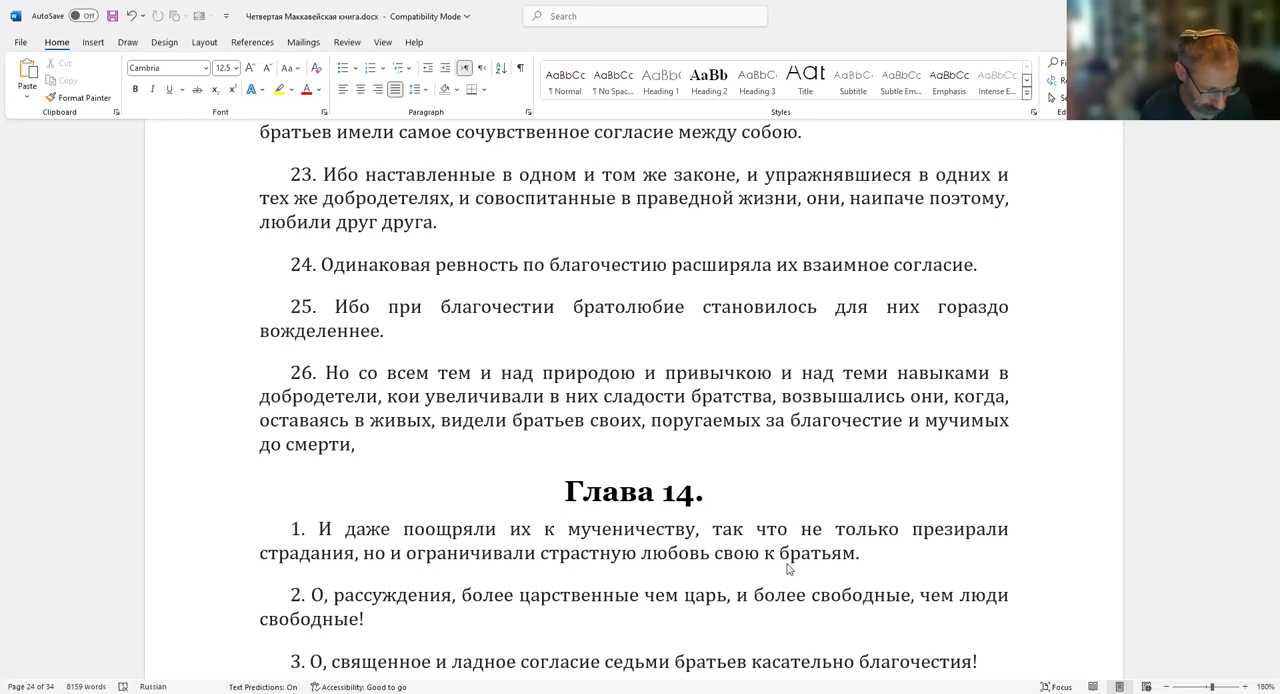 AutoSave Off Четвертая Маккавейская книга.docx - Compatibility Mode Search
File Home Insert Draw Design Layout References Mailings Review View Help
Paste Cut Copy Format Painter Clipboard
Cambria 12.5 Font
Paragraph
AaBbCc AaBbCc AaBbC AaBb AaBbC Aat AaBbCc AaBbCc AaBbCc AaBbCc
¶ Normal ¶ No Spac... Heading 1 Heading 2 Heading 3 Title Subtitle Subtle Em... Emphasis Intense E...
Styles
братьев имели самое сочувственное согласие между собою.
23. Ибо наставленные в одном и том же законе, и упражнявшиеся в одних и
тех же добродетелях, и совоспитанные в праведной жизни, они, наипаче поэтому,
любили друг друга.
24. Одинаковая ревность по благочестию расширяла их взаимное согласие.
25. Ибо при благочестии братолюбие становилось для них гораздо
вожделеннее.
26. Но со всем тем и над природою и привычкою и над теми навыками в
добродетели, кои увеличивали в них сладости братства, возвышались они, когда,
оставаясь в живых, видели братьев своих, поругаемых за благочестие и мучимых
до смерти,
Глава 14.
1. И даже поощряли их к мученичеству, так что не только презирали
страдания, но и ограничивали страстную любовь свою к братьям.
2. О, рассуждения, более царственные чем царь, и более свободные, чем люди
свободные!
3. О, священное и ладное согласие седьми братьев касательно благочестия!
Page 24 of 34 8159 words Russian Text Predictions: On Accessibility: Good to go Focus 180%